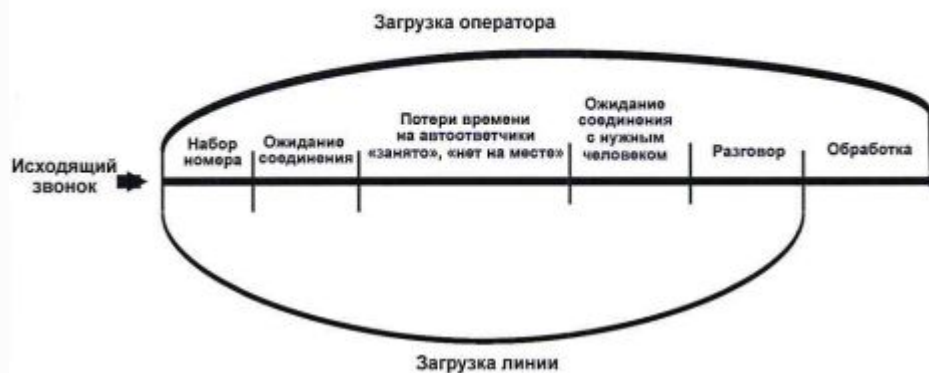 Загрузка оператора
Исходящий
звонок
Набор
номера
Ожидание
соединения
Потери времени
на автоответчики
«занято», «нет на месте»
Ожидание
соединения
с нужным
человеком
Разговор
Обработка
Загрузка линии